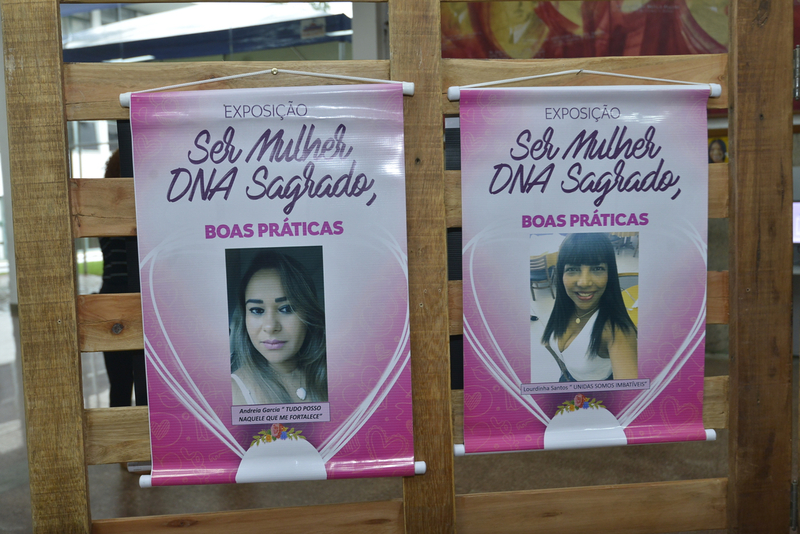 EXPOSIÇÃO
Ser Mulher
DNA Sagrado,
BOAS PRÁTICAS
Andreia Garcia " TUDO POSSO
NAQUELE QUE ME FORTALECE"
EXPOSIÇÃO
Ser Mulher
DNA Sagrado,
BOAS PRÁTICAS
Lourdinha Santos " UNIDAS SOMOS IMBATÍVEIS"